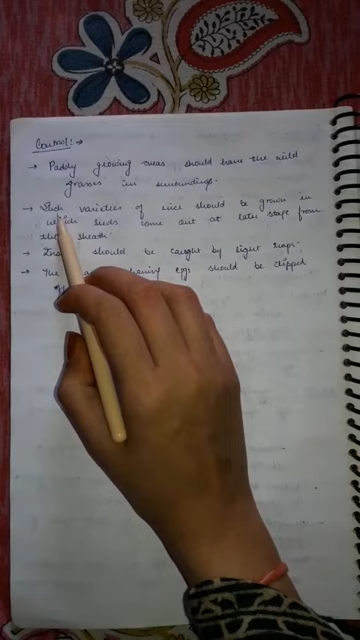 Control :→
→ Paddy growing areas should have the wild
grasses in surroundings.
→ Such varieties of rice should be grown in
which seeds come out at later stage from
the sheath.
→ should be caught by light traps.
→ The having eggs should be clipped